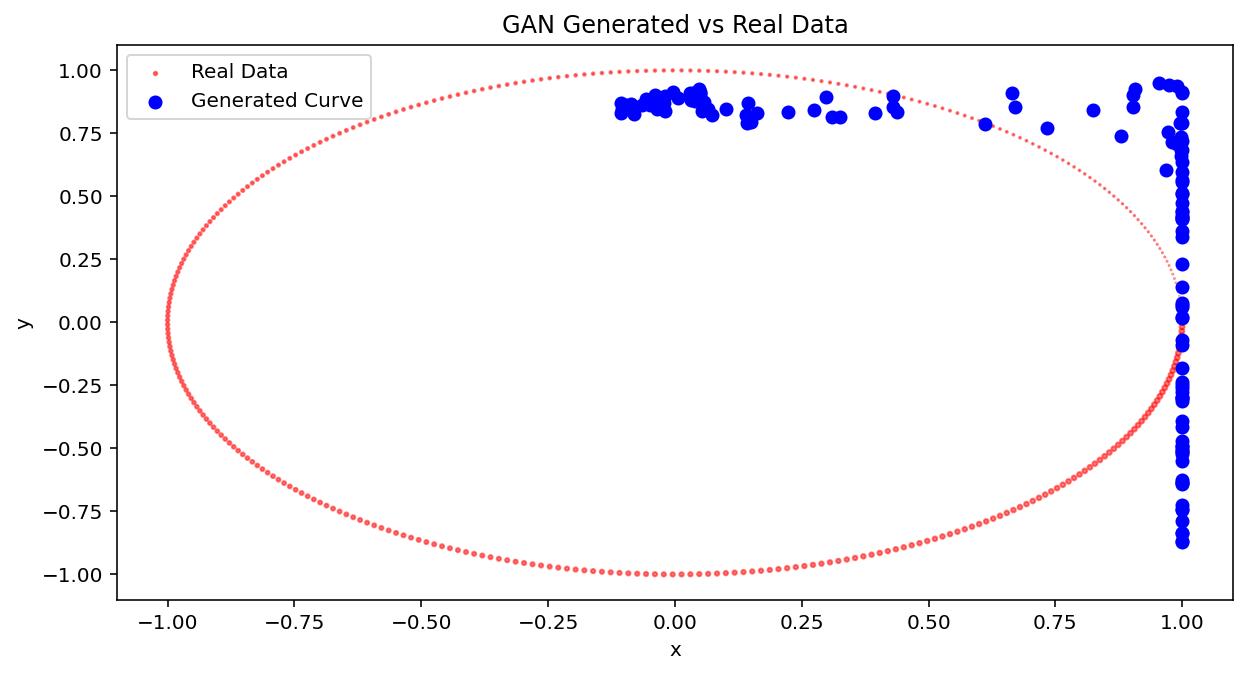 GAN Generated vs Real Data
Real Data
Generated Curve
1.00
0.75
0.50
0.25
0.00
−0.25
−0.50
−0.75
−1.00
y
−1.00 −0.75 −0.50 −0.25 0.00 0.25 0.50 0.75 1.00
x